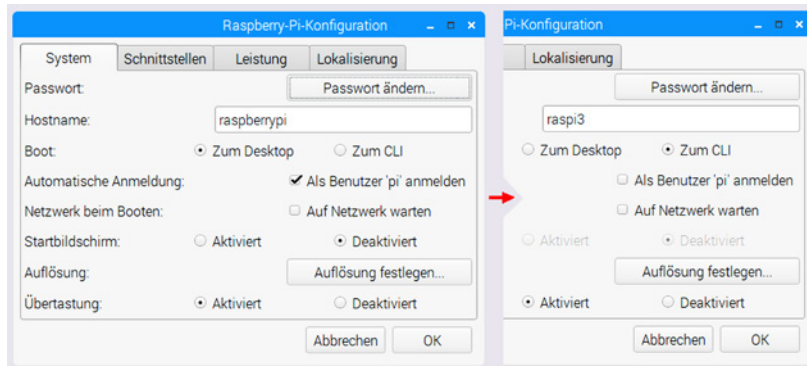 Raspberry-Pi-Konfiguration
System Schnittstellen Leistung Lokalisierung
Passwort: Passwort ändern...
Hostname: raspberrypi
Boot: Zum Desktop Zum CLI
Automatische Anmeldung: Als Benutzer 'pi' anmelden
Netzwerk beim Booten: Auf Netzwerk warten
Startbildschirm: Aktiviert Deaktiviert
Auflösung: Auflösung festlegen...
Übertastung: Aktiviert Deaktiviert
Abbrechen OK
Pi-Konfiguration
Lokalisierung
Passwort ändern...
raspi3
Zum Desktop Zum CLI
Als Benutzer 'pi' anmelden
Auf Netzwerk warten
Aktiviert Deaktiviert
Auflösung festlegen...
Aktiviert Deaktiviert
Abbrechen OK